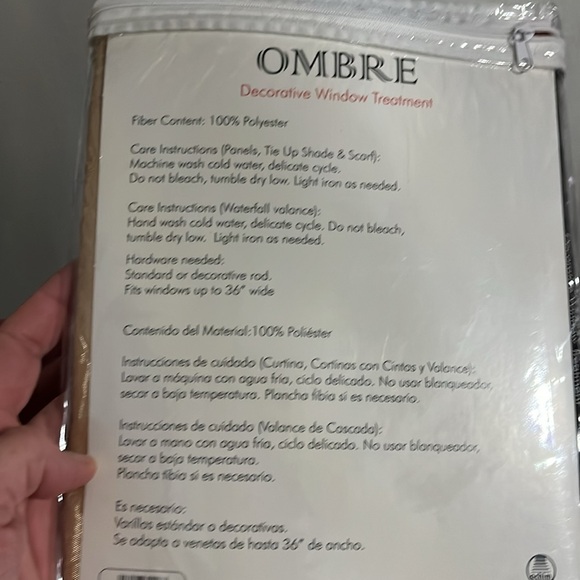 OMBRE
Decorative Window Treatment
Fiber Content: 100% Polyester
Care Instructions (Panels, Tie Up Shade & Scarf):
Machine wash cold water, delicate cycle.
Do not bleach, tumble dry low. Light iron as needed.
Care Instructions (Waterfall valance):
Hand wash cold water, delicate cycle. Do not bleach,
tumble dry low. Light iron as needed.
Hardware needed:
Standard or decorative rod.
Fits windows up to 36" wide
Contenido del Material:100% Poliéster
Instrucciones de cuidado (Curtina, Cortinas con Cintas y Valance):
Lavar a máquina con agua fria, ciclo delicado. No usar blanqueador,
secar a baja temperatura. Plancha tibia si es necesario.
Instrucciones de cuidado (Valance de Cascada):
Lavar a mano con agua fria, ciclo delicado. No usar blanqueador,
secar a baja temperatura.
Plancha tibia si es necesario.
Es necesario:
Varillas estándar o decorativas.
Se adapta a venetas de hasta 36" de ancho.
achim